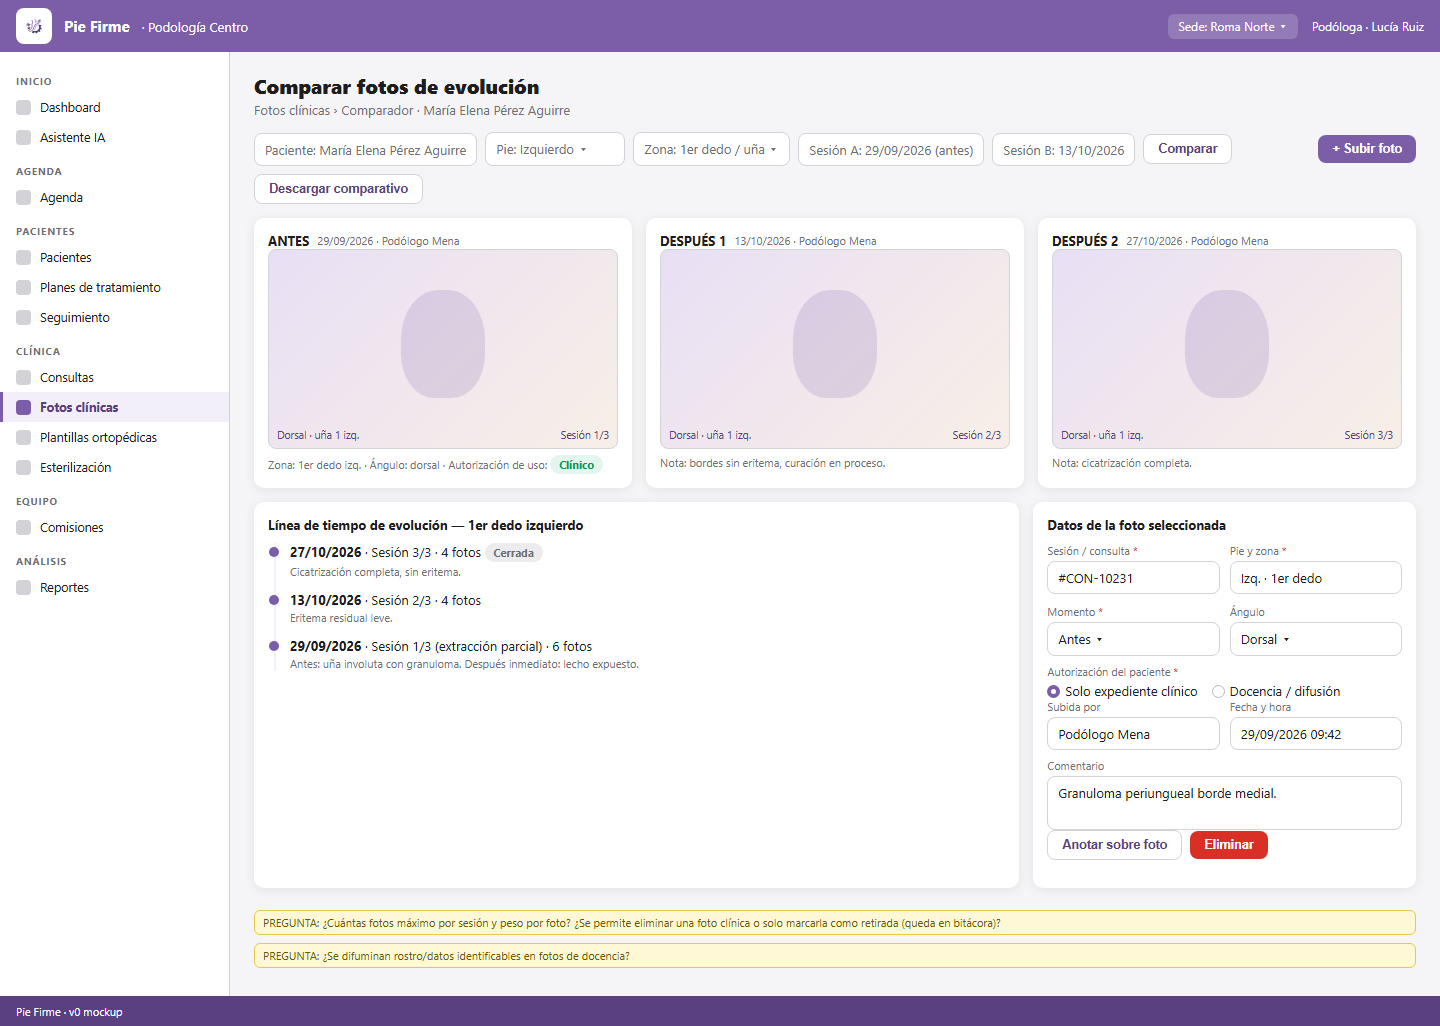 Pie Firme · Podología Centro
Sede: Roma Norte
Podóloga · Lucía Ruiz
INICIO
Dashboard
Asistente IA
AGENDA
Agenda
PACIENTES
Pacientes
Planes de tratamiento
Seguimiento
CLÍNICA
Consultas
Fotos clínicas
Plantillas ortopédicas
Esterilización
EQUIPO
Comisiones
ANÁLISIS
Reportes
Comparar fotos de evolución
Fotos clínicas › Comparador · María Elena Pérez Aguirre
Paciente: María Elena Pérez Aguirre
Pie: Izquierdo
Zona: 1er dedo / uña
Sesión A: 29/09/2026 (antes)
Sesión B: 13/10/2026
Comparar
+ Subir foto
Descargar comparativo
ANTES 29/09/2026 · Podólogo Mena
Dorsal · uña 1 izq.
Sesión 1/3
Zona: 1er dedo izq. · Ángulo: dorsal · Autorización de uso: Clínico
DESPUÉS 1 13/10/2026 · Podólogo Mena
Dorsal · uña 1 izq.
Sesión 2/3
Nota: bordes sin eritema, curación en proceso.
DESPUÉS 2 27/10/2026 · Podólogo Mena
Dorsal · uña 1 izq.
Sesión 3/3
Nota: cicatrización completa.
Línea de tiempo de evolución — 1er dedo izquierdo
27/10/2026 · Sesión 3/3 · 4 fotos Cerrada
Cicatrización completa, sin eritema.
13/10/2026 · Sesión 2/3 · 4 fotos
Eritema residual leve.
29/09/2026 · Sesión 1/3 (extracción parcial) · 6 fotos
Antes: uña involuta con granuloma. Después inmediato: lecho expuesto.
Datos de la foto seleccionada
Sesión / consulta *
Pie y zona *
#CON-10231
Izq. · 1er dedo
Momento *
Ángulo
Antes
Dorsal
Autorización del paciente *
Solo expediente clínico
Docencia / difusión
Subida por
Fecha y hora
Podólogo Mena
29/09/2026 09:42
Comentario
Granuloma periungueal borde medial.
Anotar sobre foto
Eliminar
PREGUNTA: ¿Cuántas fotos máximo por sesión y peso por foto? ¿Se permite eliminar una foto clínica o solo marcarla como retirada (queda en bitácora)?
PREGUNTA: ¿Se difuminan rostro/datos identificables en fotos de docencia?
Pie Firme · v0 mockup